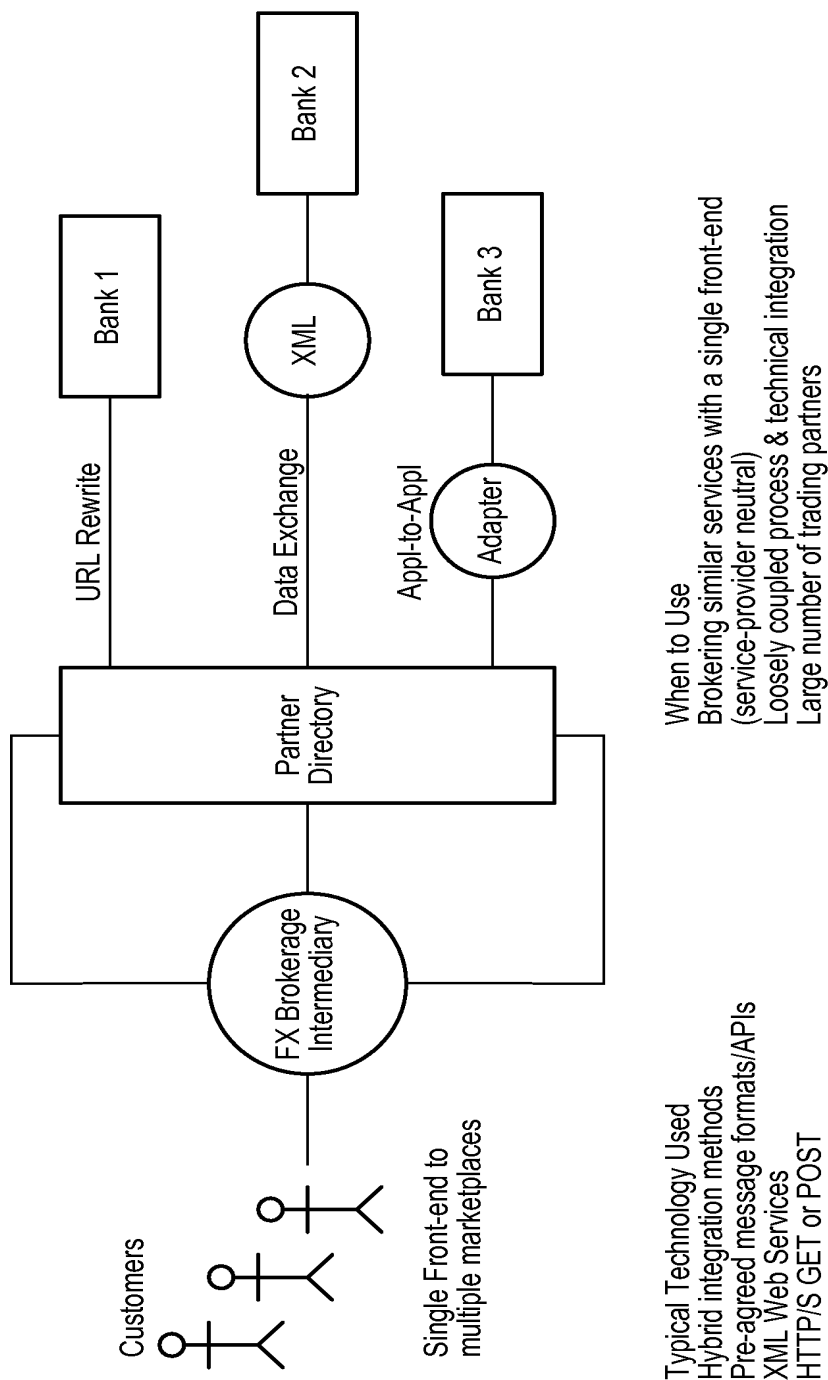 Customers
Single Front-end to
multiple marketplaces
FX Brokerage
Intermediary
Partner
Directory
URL Rewrite
Bank 1
Data Exchange
XML
Bank 2
Appl-to-Appl
Adapter
Bank 3
Typical Technology Used
Hybrid integration methods
Pre-agreed message formats/APIs
XML Web Services
HTTP/S GET or POST
When to Use
Brokering similar services with a single front-end
(service-provider neutral)
Loosely coupled process & technical integration
Large number of trading partners